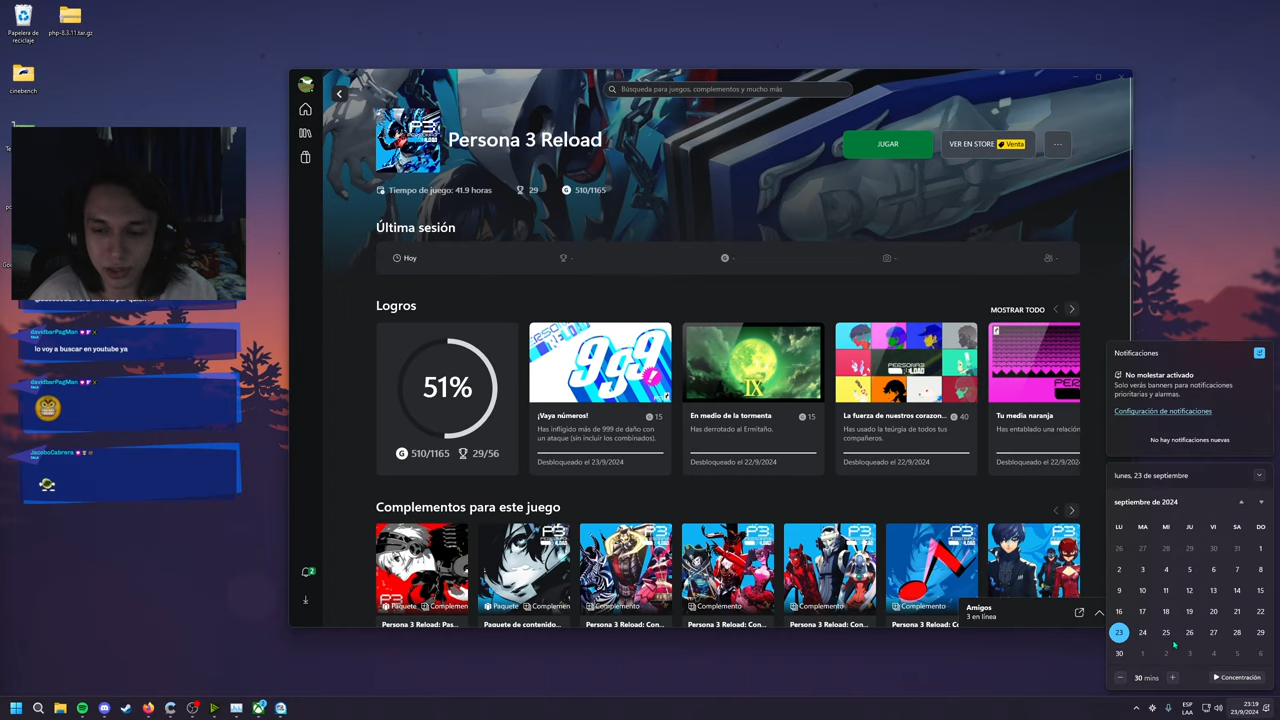 Papelera de
reciclaje
php-8.3.11.tar.gz
cinebench
davidbarPagMan
lo voy a buscar en youtube ya
davidbarPagMan
JacoboCabrera
Búsqueda para juegos, complementos y mucho más
Persona 3 Reload
JUGAR
VER EN STORE Venta
Tiempo de juego: 41.9 horas 29 510/1165
Última sesión
Hoy
Logros
MOSTRAR TODO
51%
510/1165 29/56
¡Vaya números! 15
Has infligido más de 999 de daño con
un ataque (sin incluir los combinados).
Desbloqueado el 23/9/2024
En medio de la tormenta 15
Has derrotado al Ermitaño.
Desbloqueado el 22/9/2024
La fuerza de nuestros corazon... 40
Has usado la teúrgia de todos tus
compañeros.
Desbloqueado el 22/9/2024
Tu media naranja
Has entablado una relación
Desbloqueado el 22/9/2024
Complementos para este juego
Paquete Complemen
Persona 3 Reload: Pas...
Paquete Complemen
Paquete de contenido...
Complemento
Persona 3 Reload: Con...
Complemento
Persona 3 Reload: Con...
Complemento
Persona 3 Reload: Con...
Complemento
Persona 3 Reload: Con...
Amigos
3 en línea
Notificaciones
No molestar activado
Solo verás banners para notificaciones
prioritarias y alarmas.
Configuración de notificaciones
No hay notificaciones nuevas
lunes, 23 de septiembre
septiembre de 2024
LU MA MI JU VI SA DO
26 27 28 29 30 31 1
2 3 4 5 6 7 8
9 10 11 12 13 14 15
16 17 18 19 20 21 22
23 24 25 26 27 28 29
30 1 2 3 4 5 6
30 mins
Concentración
ESP
LAA
23:19
23/9/2024